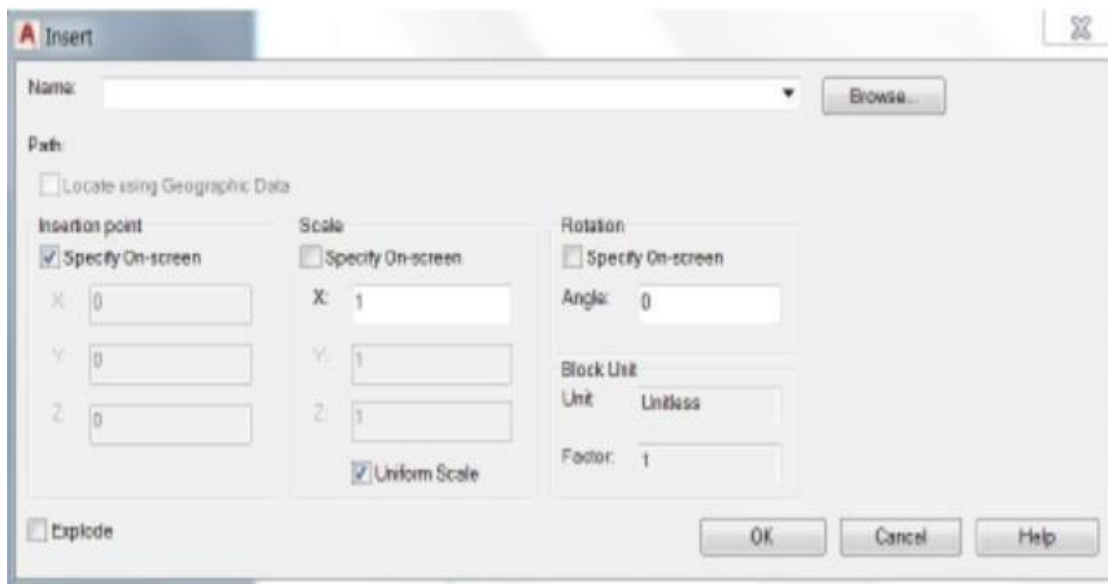 A Insert
Name: Browse...
Path:
Locate using Geographic Data
Insertion point Scale Rotation
Specify On-screen Specify On-screen Specify On-screen
X: 0 X: 1 Angle: 0
Y: 0 Y: 1 Block Unit
Z: 0 Z: 1 Unit: Unitless
Uniform Scale Factor: 1
Explode OK Cancel Help